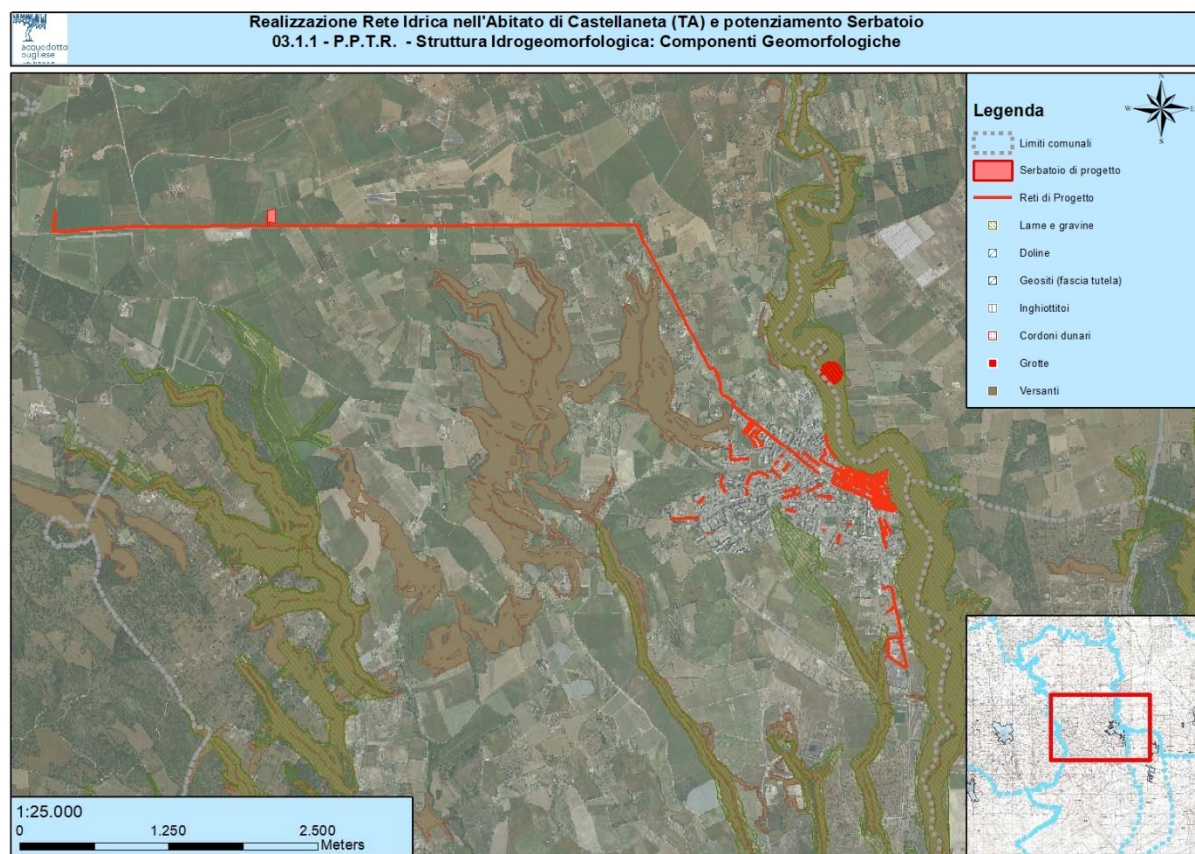 Realizzazione Rete Idrica nell'Abitato di Castellaneta (TA) e potenziamento Serbatoio
03.1.1 - P.P.T.R. - Struttura Idrogeomorfologica: Componenti Geomorfologiche
acquedotto
pugliese
Legenda
N
W
E
S
Limiti comunali
Serbatoio di progetto
Reti di Progetto
Lame e gravine
Doline
Geositi (fascia tutela)
Inghiottitoi
Cordoni dunari
Grotte
Versanti
1:25.000
0 1.250 2.500
Meters